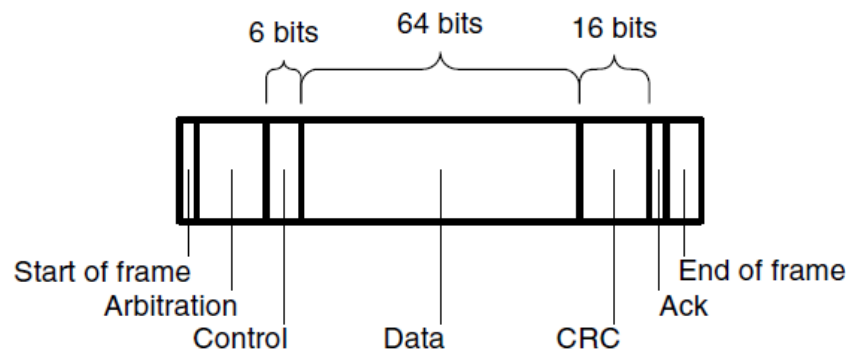 6 bits
64 bits
16 bits
Start of frame
Arbitration
Control
Data
CRC
Ack
End of frame